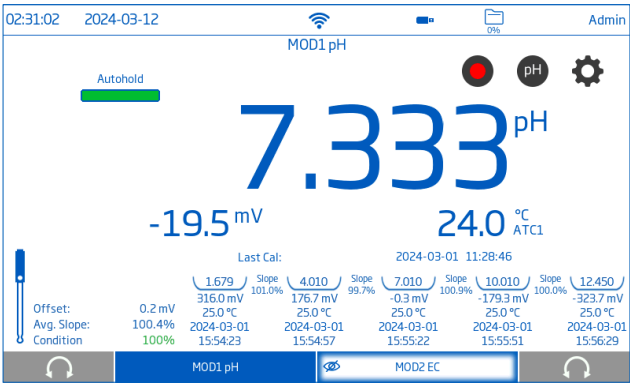 02:31:02 2024-03-12 0% Admin
MOD1 pH
Autohold
pH
7.333 pH
-19.5 mV 24.0 °C ATC1
Last Cal: 2024-03-01 11:28:46
1.679 Slope 101.0% 4.010 Slope 99.7% 7.010 Slope 100.9% 10.010 Slope 100.0% 12.450
316.0 mV 176.7 mV -0.3 mV -179.3 mV -323.7 mV
Offset: 0.2 mV 25.0 °C 25.0 °C 25.0 °C 25.0 °C 25.0 °C
Avg. Slope: 100.4% 2024-03-01 2024-03-01 2024-03-01 2024-03-01 2024-03-01
Condition 100% 15:54:23 15:54:57 15:55:22 15:55:51 15:56:29
MOD1 pH MOD2 EC